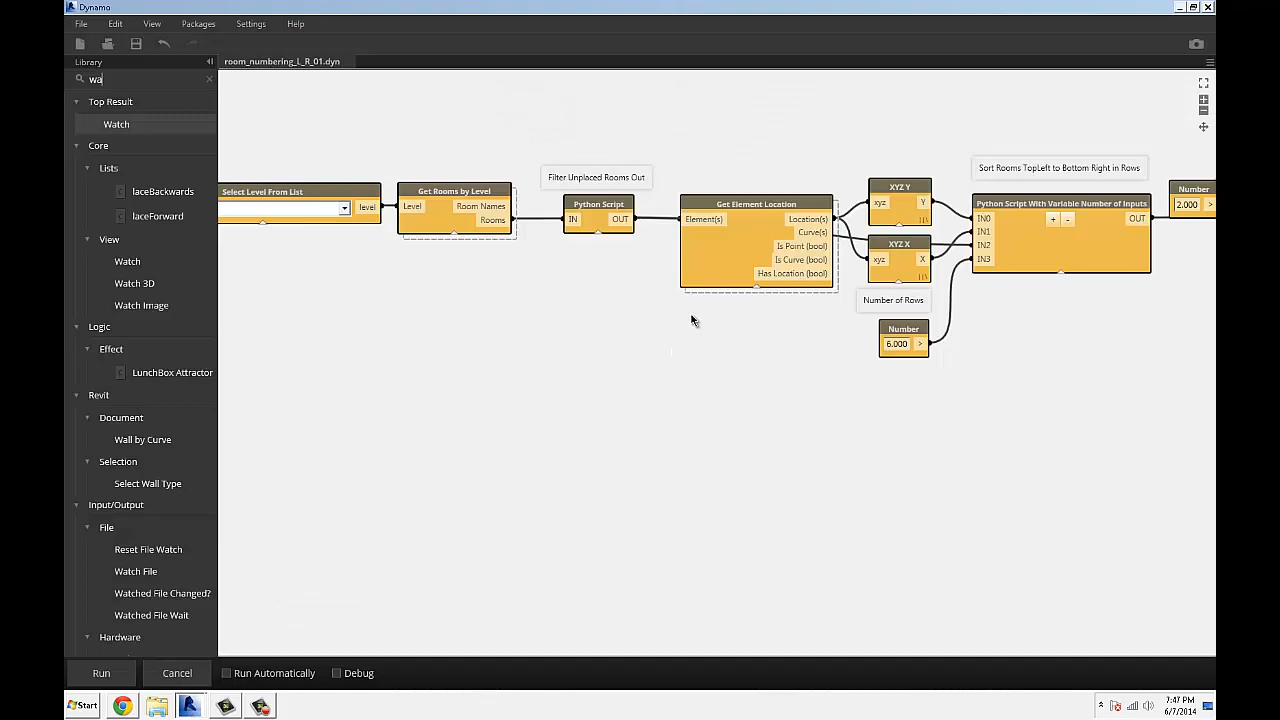 Dynamo
File Edit View Packages Settings Help
Library
room_numbering_L_R_01.dyn
wa
Top Result
Watch
Core
Lists
laceBackwards
laceForward
View
Watch
Watch 3D
Watch Image
Logic
Effect
LunchBox Attractor
Revit
Document
Wall by Curve
Selection
Select Wall Type
Input/Output
File
Reset File Watch
Watch File
Watched File Changed?
Watched File Wait
Hardware
Select Level From List
level
Get Rooms by Level
Level Room Names
Rooms
Filter Unplaced Rooms Out
Python Script
IN OUT
Get Element Location
Element(s) Location(s)
Curve(s)
Is Point (bool)
Is Curve (bool)
Has Location (bool)
XYZ Y
xyz Y
XYZ X
xyz X
Number of Rows
Number
6.000 >
Sort Rooms TopLeft to Bottom Right in Rows
Python Script With Variable Number of Inputs
IN0 + - OUT
IN1
IN2
IN3
Number
2.000 >
Run Cancel Run Automatically Debug
Start
7:47 PM
6/7/2014